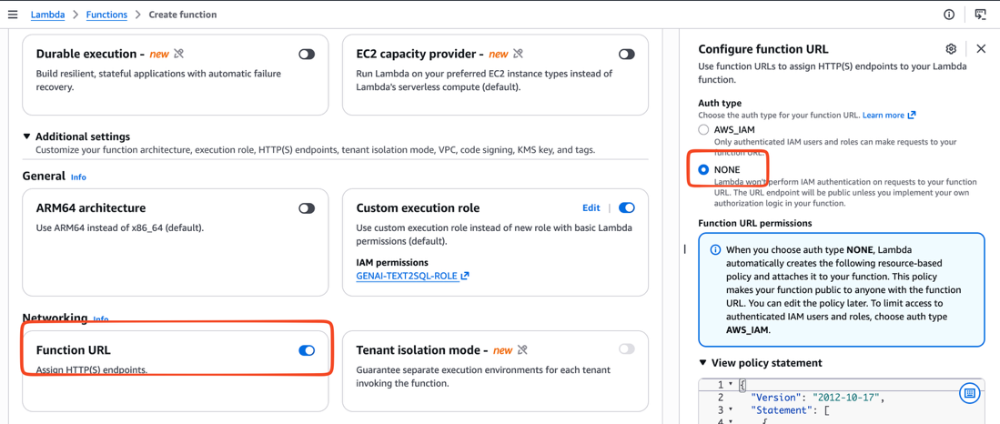 Lambda > Functions > Create function
Durable execution - new
Build resilient, stateful applications with automatic failure
recovery.
EC2 capacity provider - new
Run Lambda on your preferred EC2 instance types instead of
Lambda's serverless compute (default).
Additional settings
Customize your function architecture, execution role, HTTP(S) endpoints, tenant isolation mode, VPC, code signing, KMS key, and tags.
General Info
ARM64 architecture
Use ARM64 instead of x86_64 (default).
Custom execution role Edit
Use custom execution role instead of new role with basic Lambda
permissions (default).
IAM permissions
GENAI-TEXT2SQL-ROLE
Networking Info
Function URL
Assign HTTP(S) endpoints.
Tenant isolation mode - new
Guarantee separate execution environments for each tenant
invoking the function.
Configure function URL
Use function URLs to assign HTTP(S) endpoints to your Lambda
function.
Auth type
Choose the auth type for your function URL. Learn more
AWS_IAM
Only authenticated IAM users and roles can make requests to your
function URL.
NONE
Lambda won't perform IAM authentication on requests to your function
URL. The URL endpoint will be public unless you implement your own
authorization logic in your function.
Function URL permissions
When you choose auth type NONE, Lambda
automatically creates the following resource-based
policy and attaches it to your function. This policy
makes your function public to anyone with the function
URL. You can edit the policy later. To limit access to
authenticated IAM users and roles, choose auth type
AWS_IAM.
View policy statement
1 {
2 "Version": "2012-10-17",
3 "Statement": [
4 {